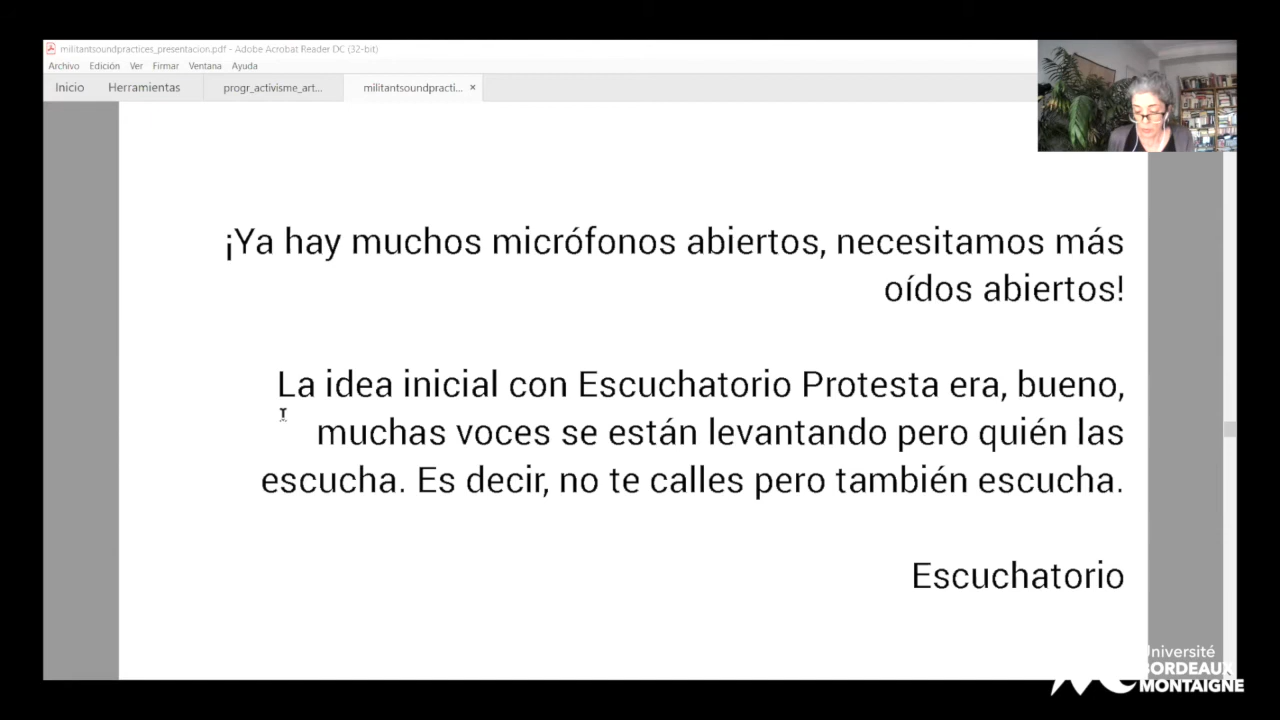 militantsoundpractices_presentacion.pdf - Adobe Acrobat Reader DC (32-bit)
Archivo Edición Ver Firmar Ventana Ayuda
Inicio Herramientas progr_activisme_art... militantsoundpracti... ×
¡Ya hay muchos micrófonos abiertos, necesitamos más
oídos abiertos!
La idea inicial con Escuchatorio Protesta era, bueno,
muchas voces se están levantando pero quién las
escucha. Es decir, no te calles pero también escucha.
Escuchatorio
Université
BORDEAUX
MONTAIGNE